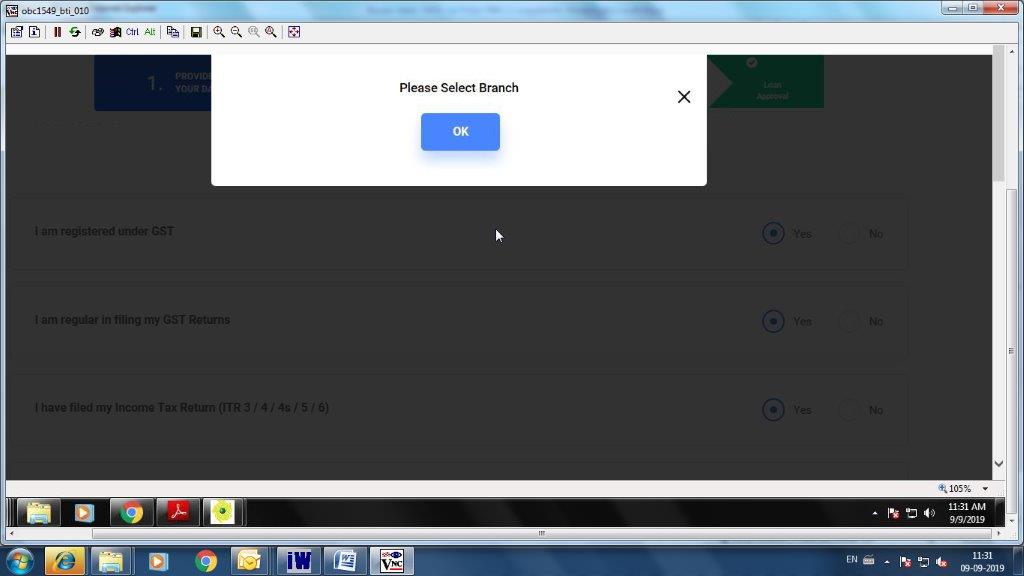 obc1549_bti_010
Ctrl Alt
1. PROVIDE
YOUR DA
Please Select Branch
OK
Loan
Approval
I am registered under GST
Yes No
I am regular in filing my GST Returns
Yes No
I have filed my Income Tax Return (ITR 3 / 4 / 4s / 5 / 6)
Yes No
105%
11:31 AM
9/9/2019
EN
11:31
09-09-2019